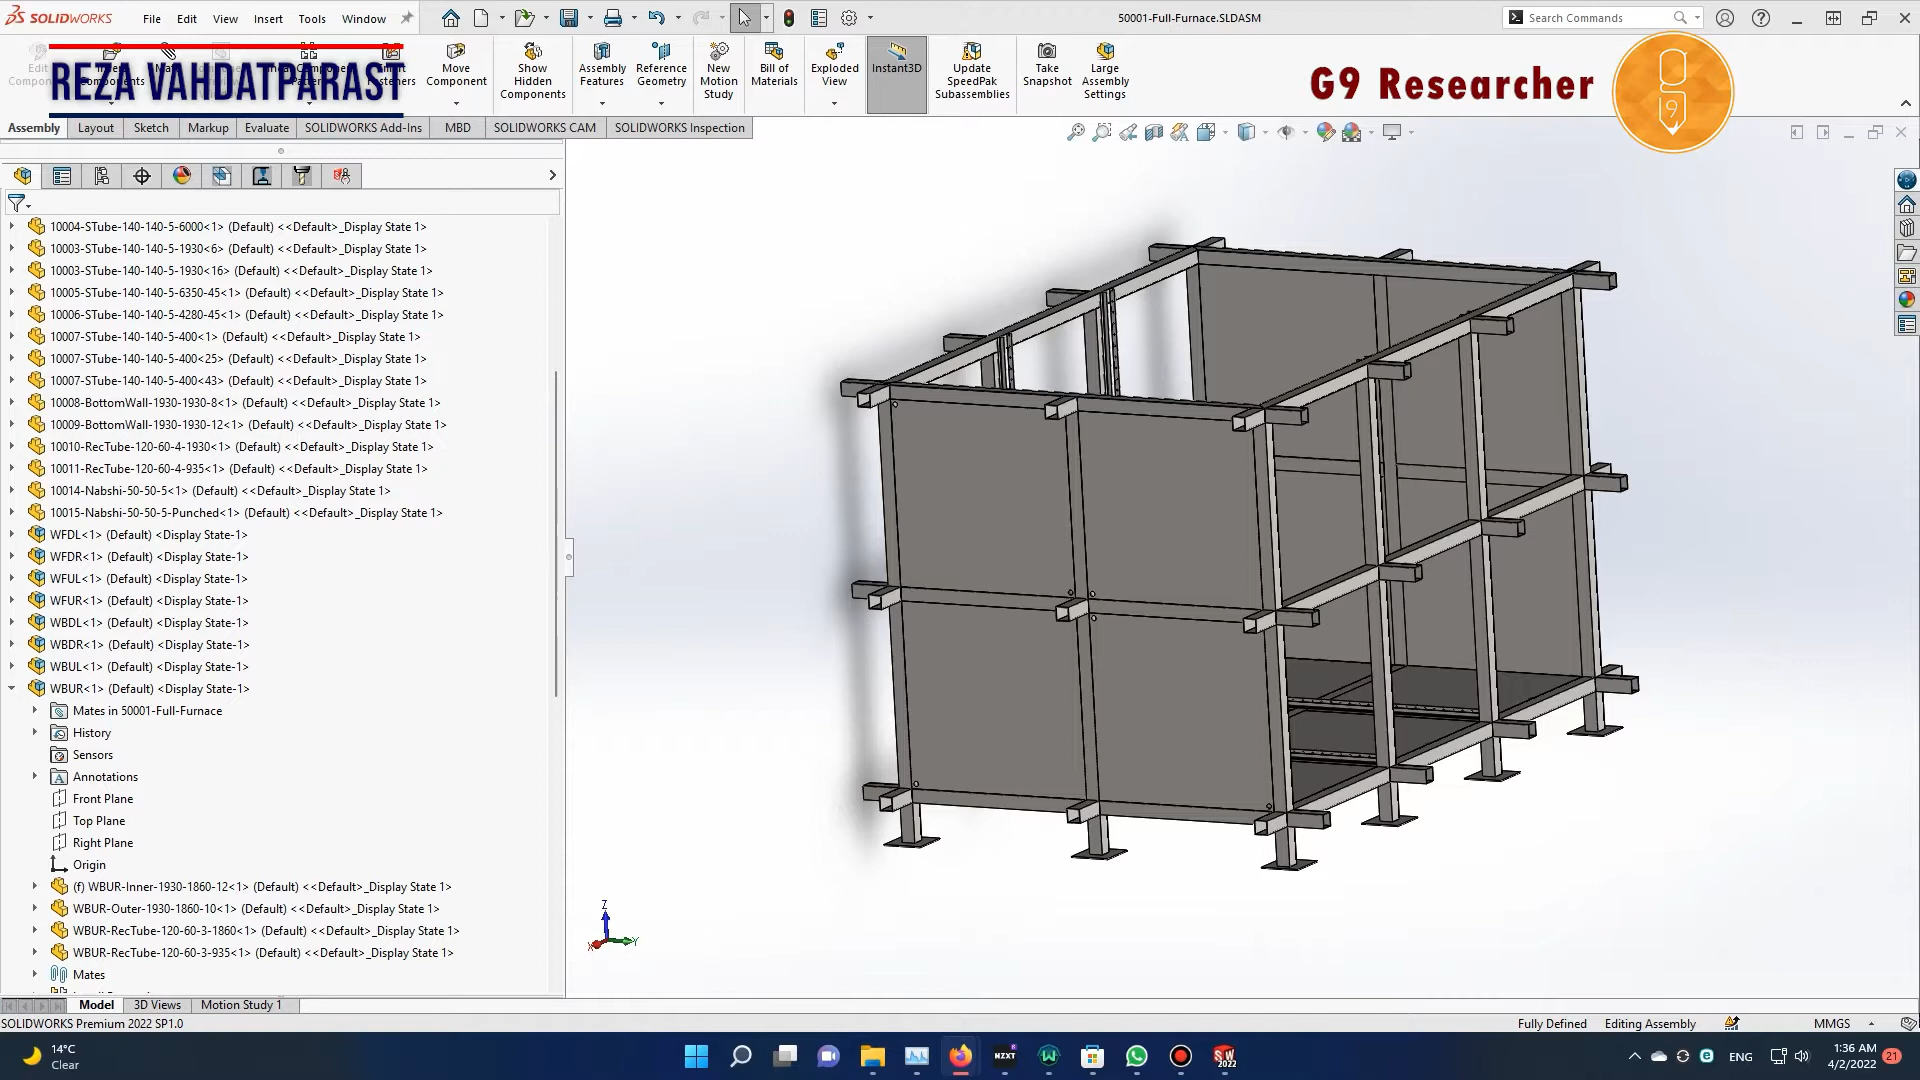 SOLIDWORKS File Edit View Insert Tools Window 50001-Full-Furnace.SLDASM Search Commands
REZA VAHDATPARAST
Move Component
Show Hidden Components
Assembly Features
Reference Geometry
New Motion Study
Bill of Materials
Exploded View
Instant3D
Update SpeedPak Subassemblies
Take Snapshot
Large Assembly Settings
G9 Researcher
9
Assembly Layout Sketch Markup Evaluate SOLIDWORKS Add-Ins MBD SOLIDWORKS CAM SOLIDWORKS Inspection
10004-STube-140-140-5-6000<1> (Default) <<Default>_Display State 1>
10003-STube-140-140-5-1930<6> (Default) <<Default>_Display State 1>
10003-STube-140-140-5-1930<16> (Default) <<Default>_Display State 1>
10005-STube-140-140-5-6350-45<1> (Default) <<Default>_Display State 1>
10006-STube-140-140-5-4280-45<1> (Default) <<Default>_Display State 1>
10007-STube-140-140-5-400<1> (Default) <<Default>_Display State 1>
10007-STube-140-140-5-400<25> (Default) <<Default>_Display State 1>
10007-STube-140-140-5-400<43> (Default) <<Default>_Display State 1>
10008-BottomWall-1930-1930-8<1> (Default) <<Default>_Display State 1>
10009-BottomWall-1930-1930-12<1> (Default) <<Default>_Display State 1>
10010-RecTube-120-60-4-1930<1> (Default) <<Default>_Display State 1>
10011-RecTube-120-60-4-935<1> (Default) <<Default>_Display State 1>
10014-Nabshi-50-50-5<1> (Default) <<Default>_Display State 1>
10015-Nabshi-50-50-5-Punched<1> (Default) <<Default>_Display State 1>
WFDL<1> (Default) <Display State-1>
WFDR<1> (Default) <Display State-1>
WFUL<1> (Default) <Display State-1>
WFUR<1> (Default) <Display State-1>
WBDL<1> (Default) <Display State-1>
WBDR<1> (Default) <Display State-1>
WBUL<1> (Default) <Display State-1>
WBUR<1> (Default) <Display State-1>
Mates in 50001-Full-Furnace
History
Sensors
Annotations
Front Plane
Top Plane
Right Plane
Origin
(f) WBUR-Inner-1930-1860-12<1> (Default) <<Default>_Display State 1>
WBUR-Outer-1930-1860-10<1> (Default) <<Default>_Display State 1>
WBUR-RecTube-120-60-3-1860<1> (Default) <<Default>_Display State 1>
WBUR-RecTube-120-60-3-935<1> (Default) <<Default>_Display State 1>
Mates
Z
X
Y
Model 3D Views Motion Study 1
SOLIDWORKS Premium 2022 SP1.0 Fully Defined Editing Assembly MMGS
14°C
Clear
NZXT
SW 2022
ENG
1:36 AM
4/2/2022
21